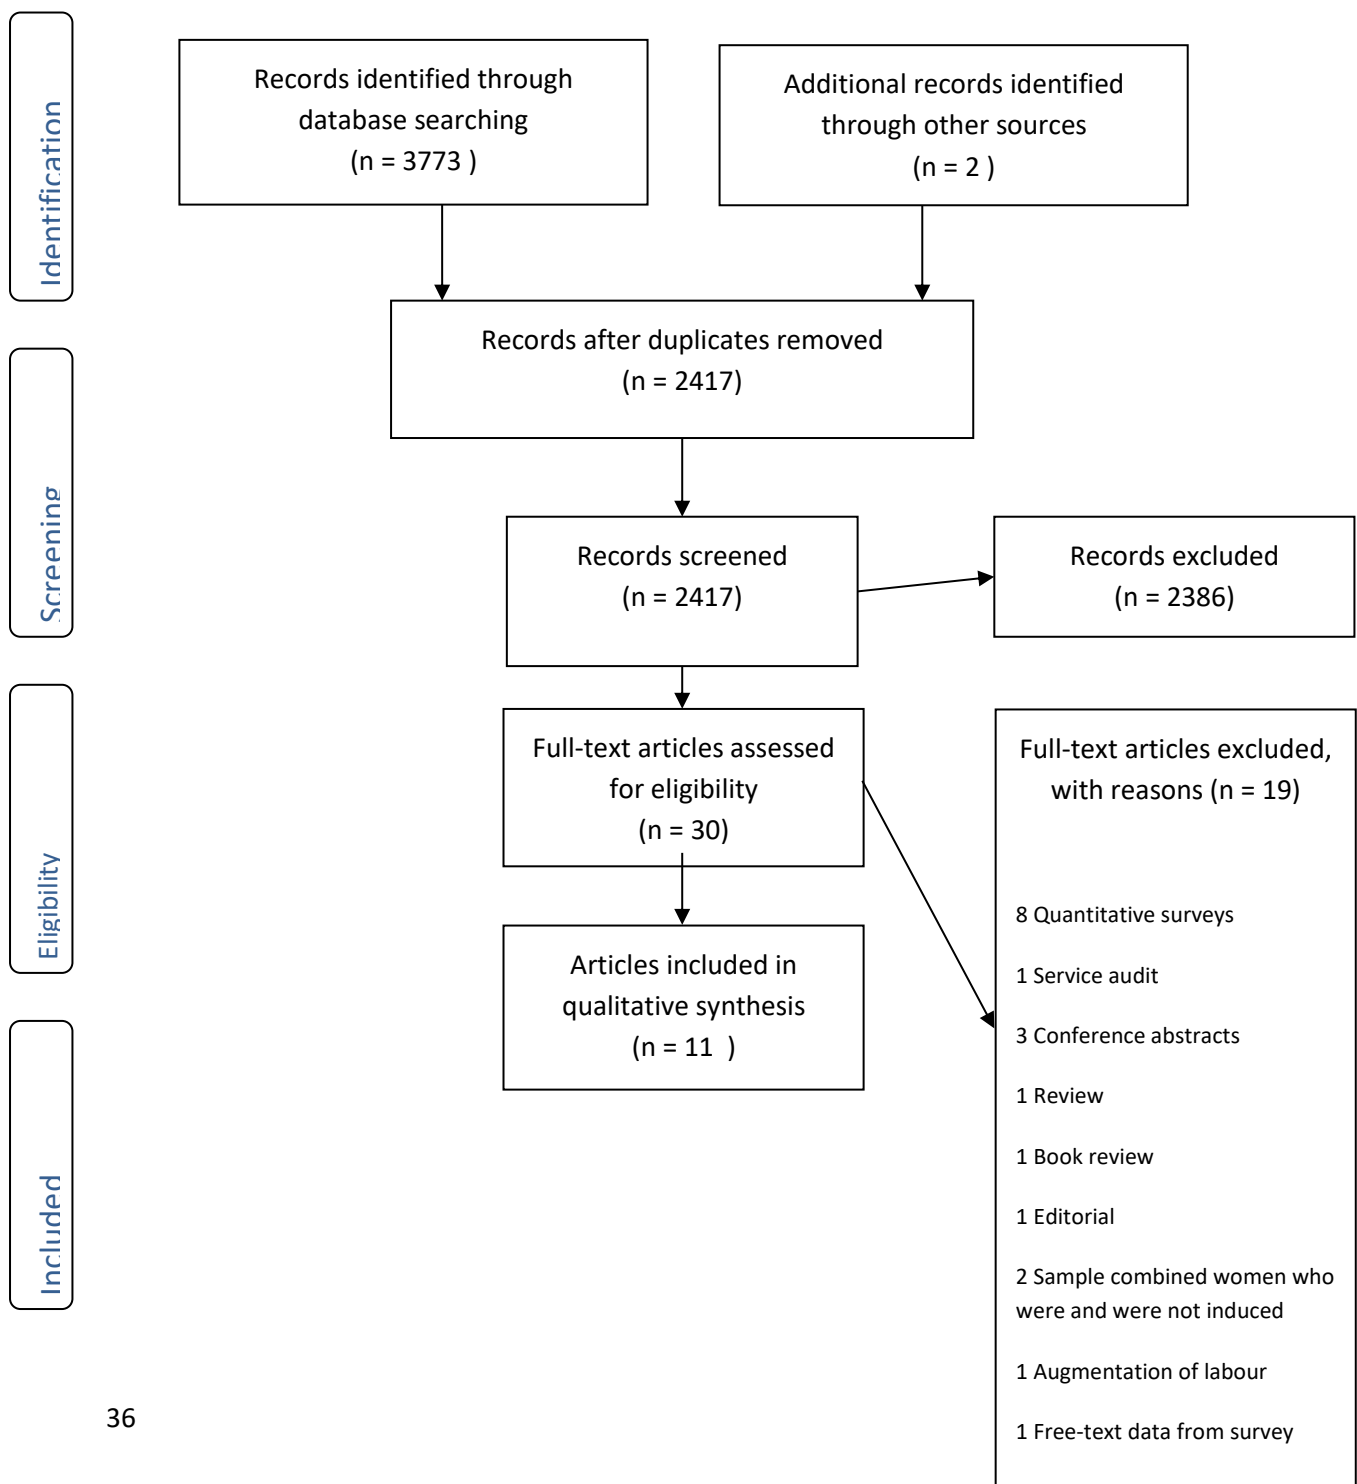 Identification
Records identified through
database searching
(n = 3773 )
Additional records identified
through other sources
(n = 2 )
Records after duplicates removed
(n = 2417)
Screening
Records screened
(n = 2417)
Records excluded
(n = 2386)
Eligibility
Full-text articles assessed
for eligibility
(n = 30)
Full-text articles excluded,
with reasons (n = 19)
8 Quantitative surveys
1 Service audit
3 Conference abstracts
1 Review
1 Book review
1 Editorial
2 Sample combined women who
were and were not induced
1 Augmentation of labour
1 Free-text data from survey
Included
Articles included in
qualitative synthesis
(n = 11  )
36